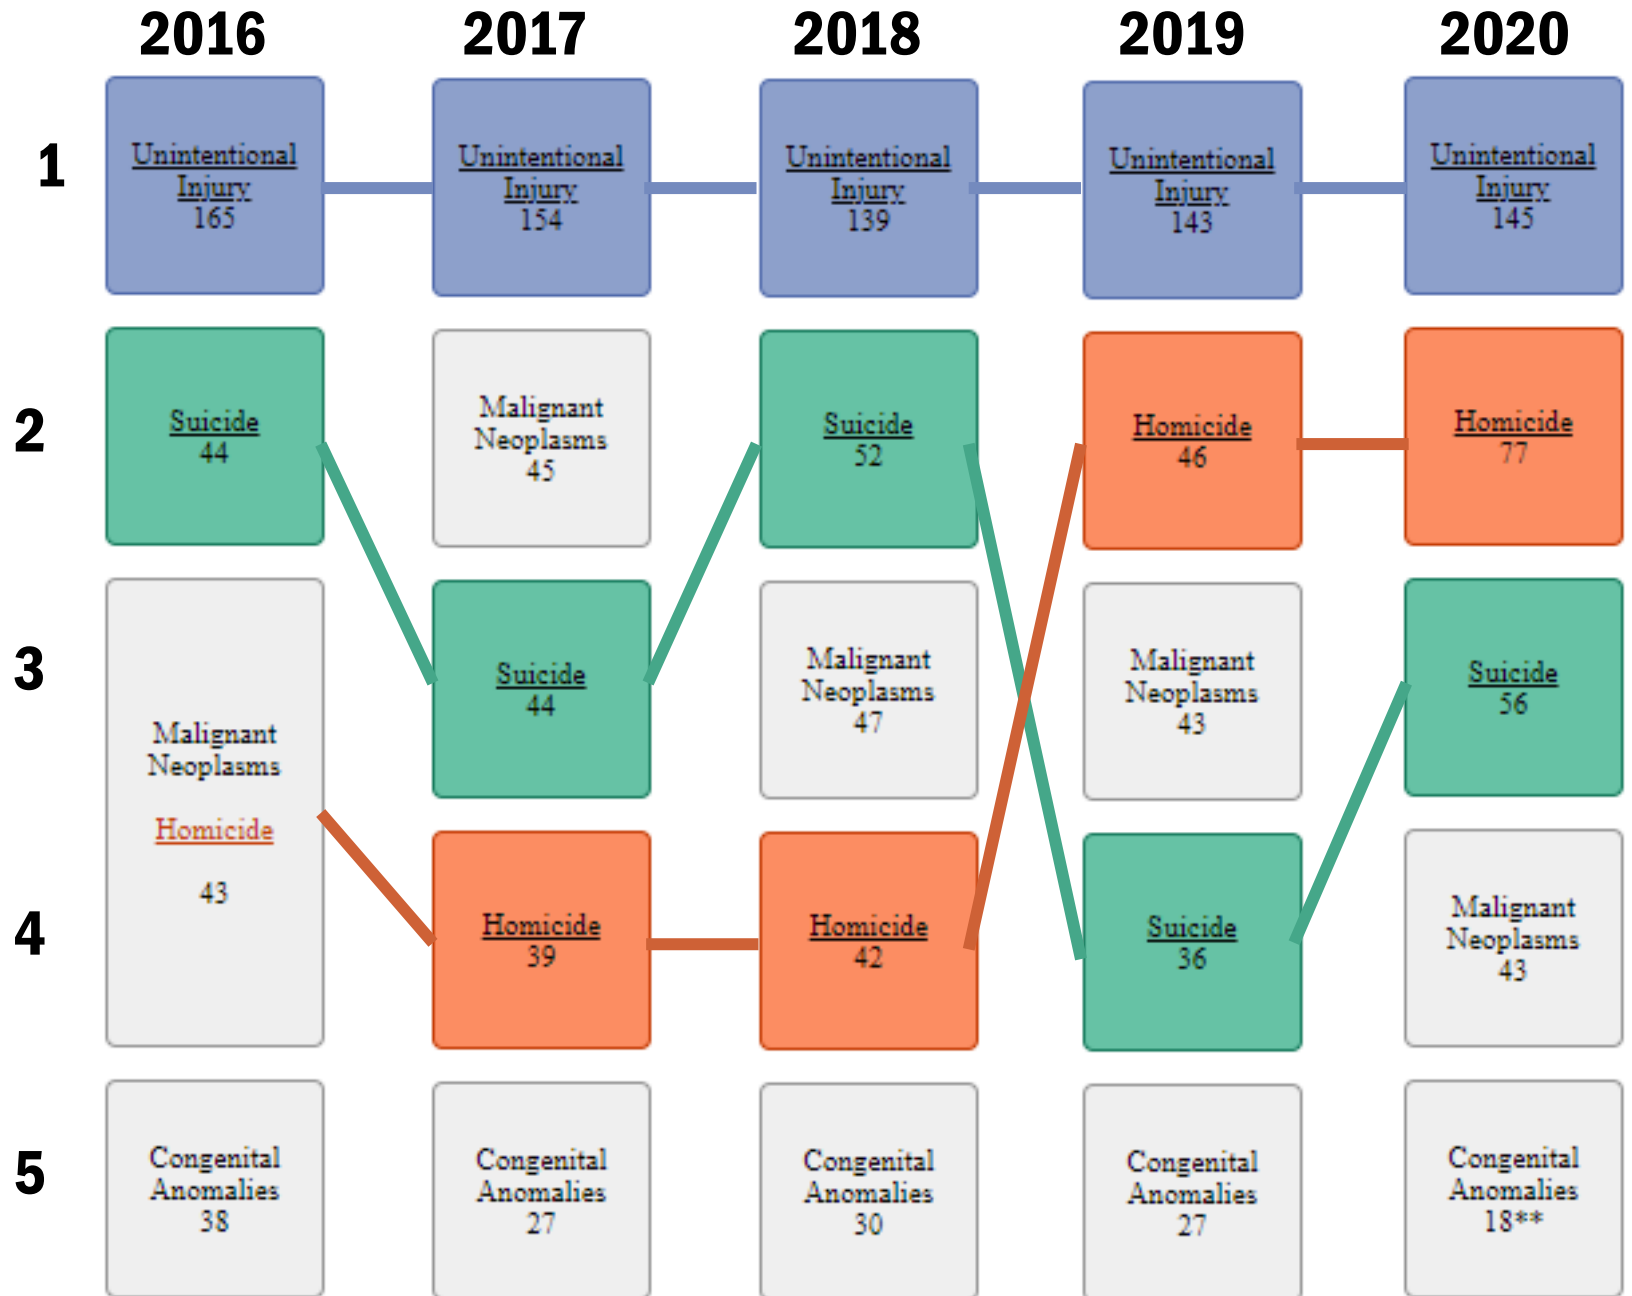 2016 2017 2018 2019 2020
1
Unintentional
Injury
165
Unintentional
Injury
154
Unintentional
Injury
139
Unintentional
Injury
143
Unintentional
Injury
145
2
Suicide
44
Malignant
Neoplasms
45
Suicide
52
Homicide
46
Homicide
77
3
4
Malignant
Neoplasms
Homicide
43
Suicide
44
Malignant
Neoplasms
47
Malignant
Neoplasms
43
Suicide
56
Homicide
39
Homicide
42
Suicide
36
Malignant
Neoplasms
43
5
Congenital
Anomalies
38
Congenital
Anomalies
27
Congenital
Anomalies
30
Congenital
Anomalies
27
Congenital
Anomalies
18**